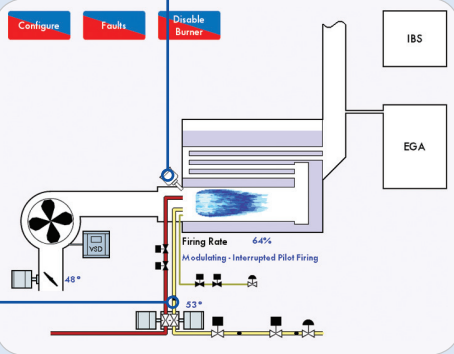 Configure
Faults
Disable
Burner
IBS
EGA
VSD
48°
Firing Rate 64%
Modulating - Interrupted Pilot Firing
53°